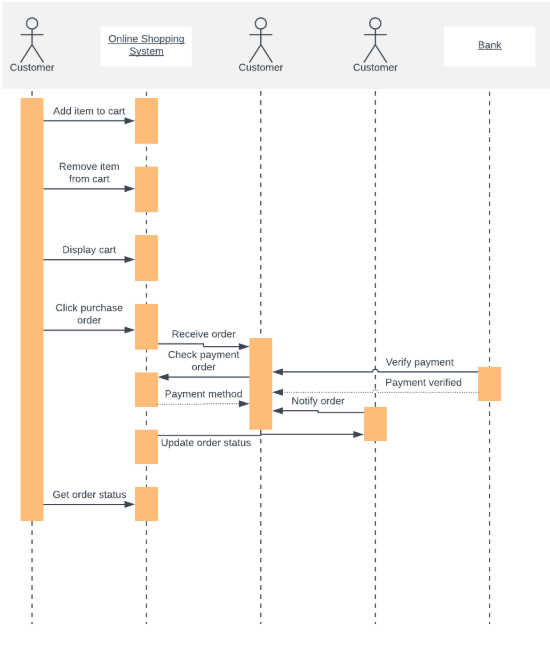 Customer
Online Shopping
System
Customer
Customer
Bank
Add item to cart
Remove item
from cart
Display cart
Click purchase
order
Receive order
Check payment
order
Verify payment
Payment verified
Payment method
Notify order
Update order status
Get order status